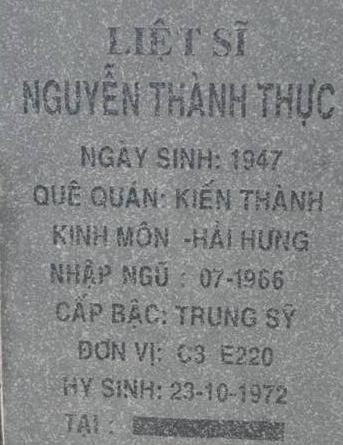 LIỆT SĨ
NGUYỄN THÀNH THỰC
NGÀY SINH: 1947
QUÊ QUÁN: KIẾN THÀNH
KINH MÔN -HẢI HƯNG
NHẬP NGŨ : 07-1966
CẤP BẬC: TRUNG SỸ
ĐƠN VỊ: C3 E220
HY SINH: 23-10-1972
TẠI :